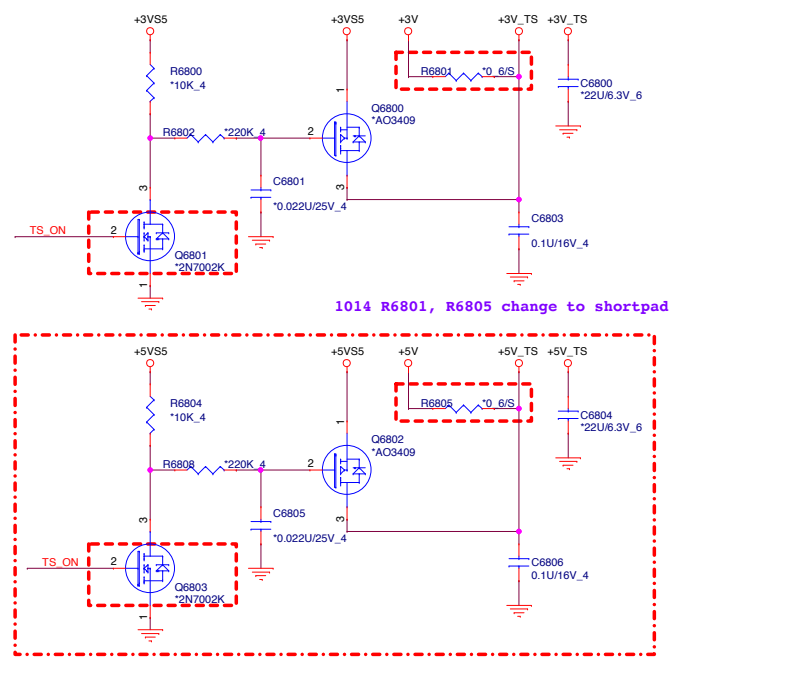 +3VS5
+3VS5
+3V
+3V_TS
+3V_TS
R6800
*10K_4
R6801
*0_6/S
C6800
*22U/6.3V_6
1
Q6800
*AO3409
R6802
*220K_4
2
3
C6801
*0.022U/25V_4
3
C6803
0.1U/16V_4
TS_ON
2
Q6801
*2N7002K
1
1014 R6801, R6805 change to shortpad
+5VS5
+5VS5
+5V
+5V_TS
+5V_TS
R6804
*10K_4
R6805
*0_6/S
C6804
*22U/6.3V_6
1
Q6802
*AO3409
R6808
*220K_4
2
3
C6805
*0.022U/25V_4
3
C6806
0.1U/16V_4
TS_ON
2
Q6803
*2N7002K
1